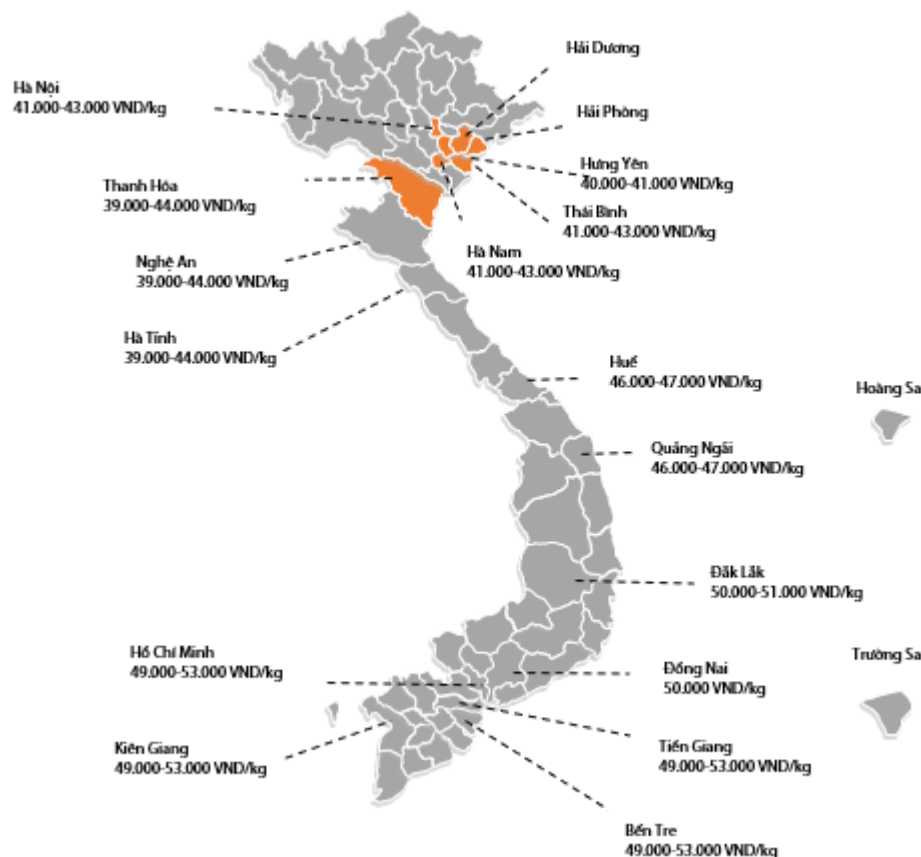 Hải Dương
Hà Nội
41.000-43.000 VND/kg
Hải Phòng
Hưng Yên
40.000-41.000 VND/kg
Thanh Hóa
39.000-44.000 VND/kg
Thái Bình
41.000-43.000 VND/kg
Hà Nam
41.000-43.000 VND/kg
Nghệ An
39.000-44.000 VND/kg
Hà Tĩnh
39.000-44.000 VND/kg
Huế
46.000-47.000 VND/kg
Hoàng Sa
Quảng Ngãi
46.000-47.000 VND/kg
Đăk Lăk
50.000-51.000 VND/kg
Hồ Chí Minh
49.000-53.000 VND/kg
Đồng Nai
50.000 VND/kg
Trường Sa
Kiên Giang
49.000-53.000 VND/kg
Tiền Giang
49.000-53.000 VND/kg
Bến Tre
49.000-53.000 VND/kg